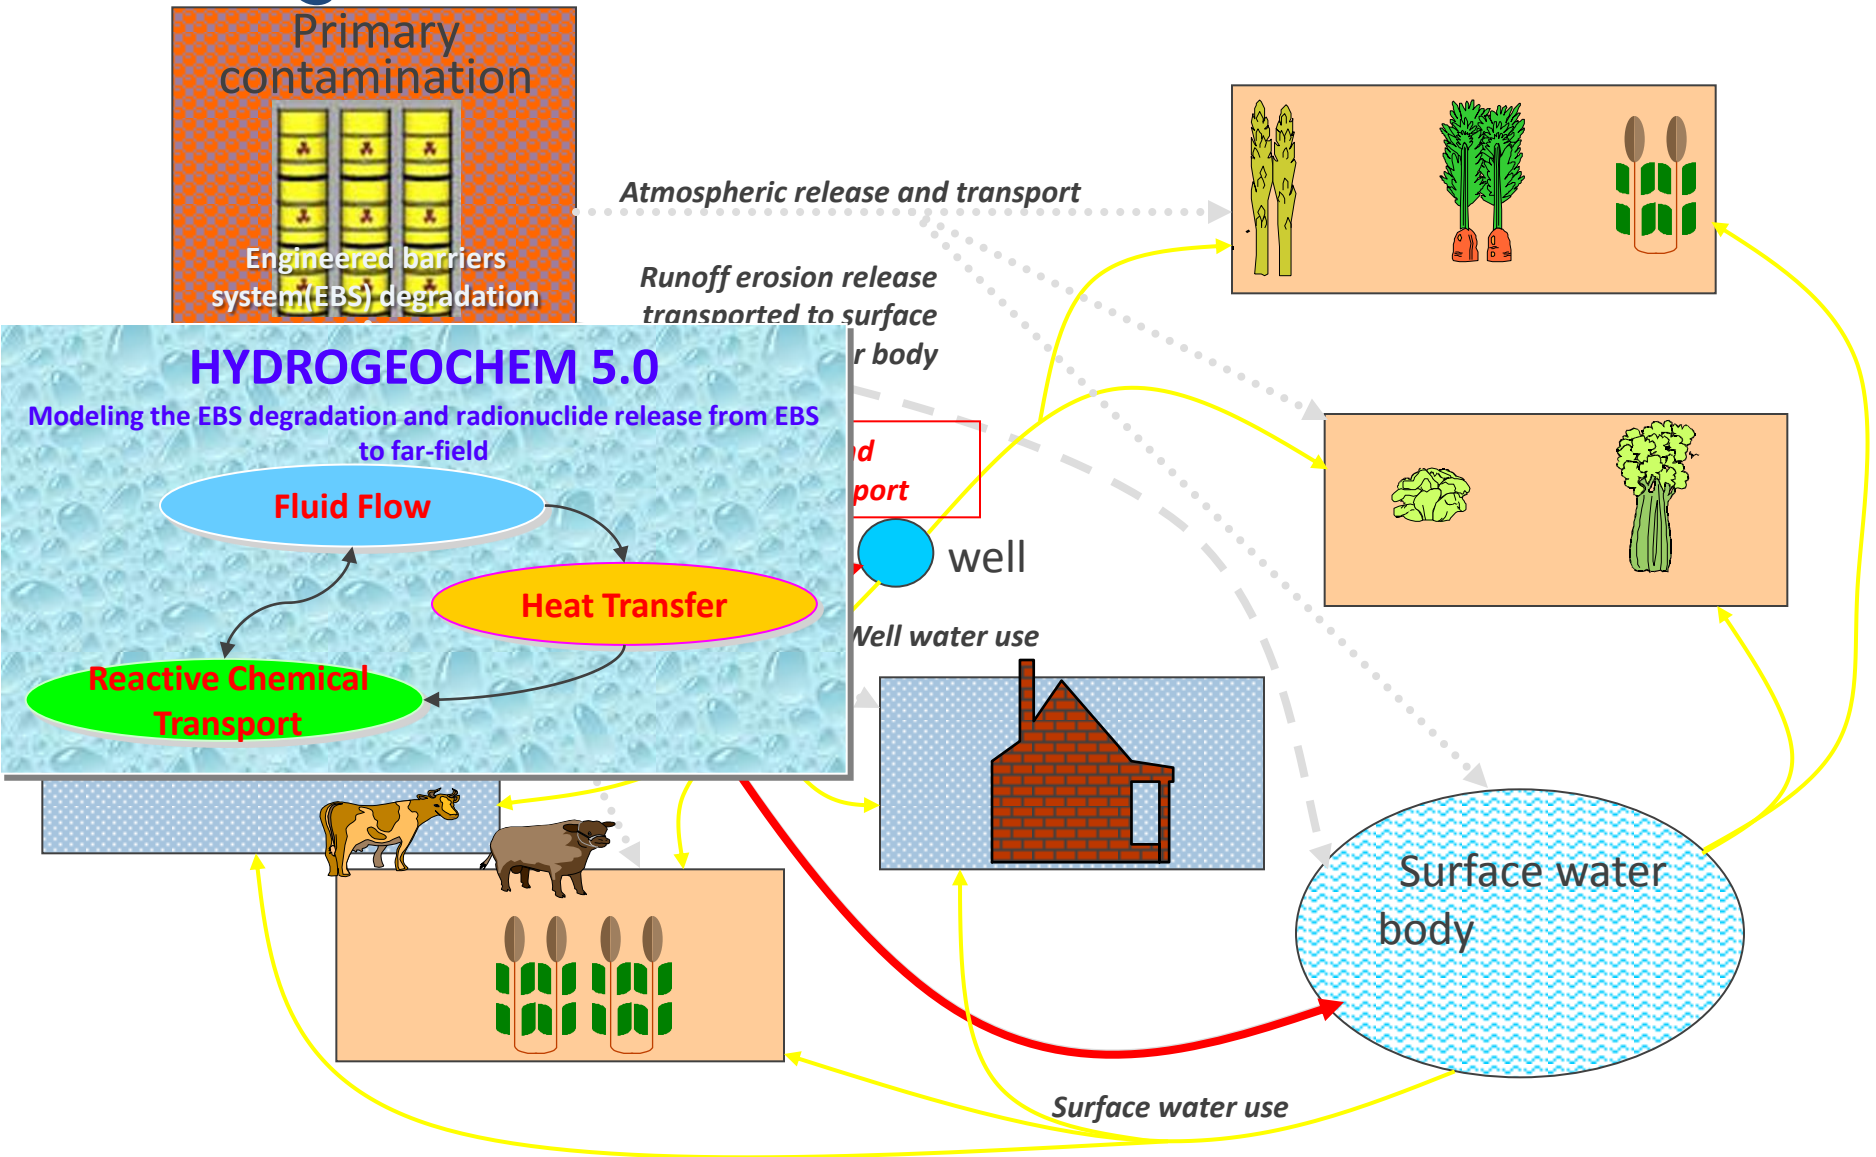 Primary
contamination
Engineered barriers
system(EBS) degradation
Atmospheric release and transport
Runoff erosion release
transported to surface
body
HYDROGEOCHEM 5.0
Modeling the EBS degradation and radionuclide release from EBS
to far-field
Fluid Flow
Heat Transfer
Reactive Chemical
Transport
well
Well water use
Surface water
body
Surface water use